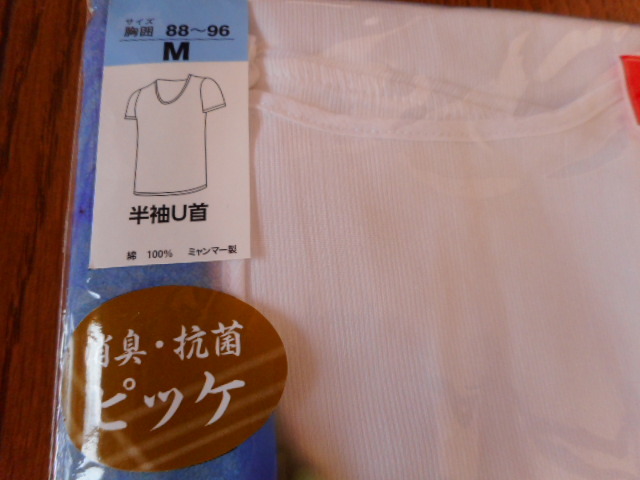 サイズ
胸囲 88～96
M
半袖U首
綿 100% ミャンマー製
消臭・抗菌
ピッケ